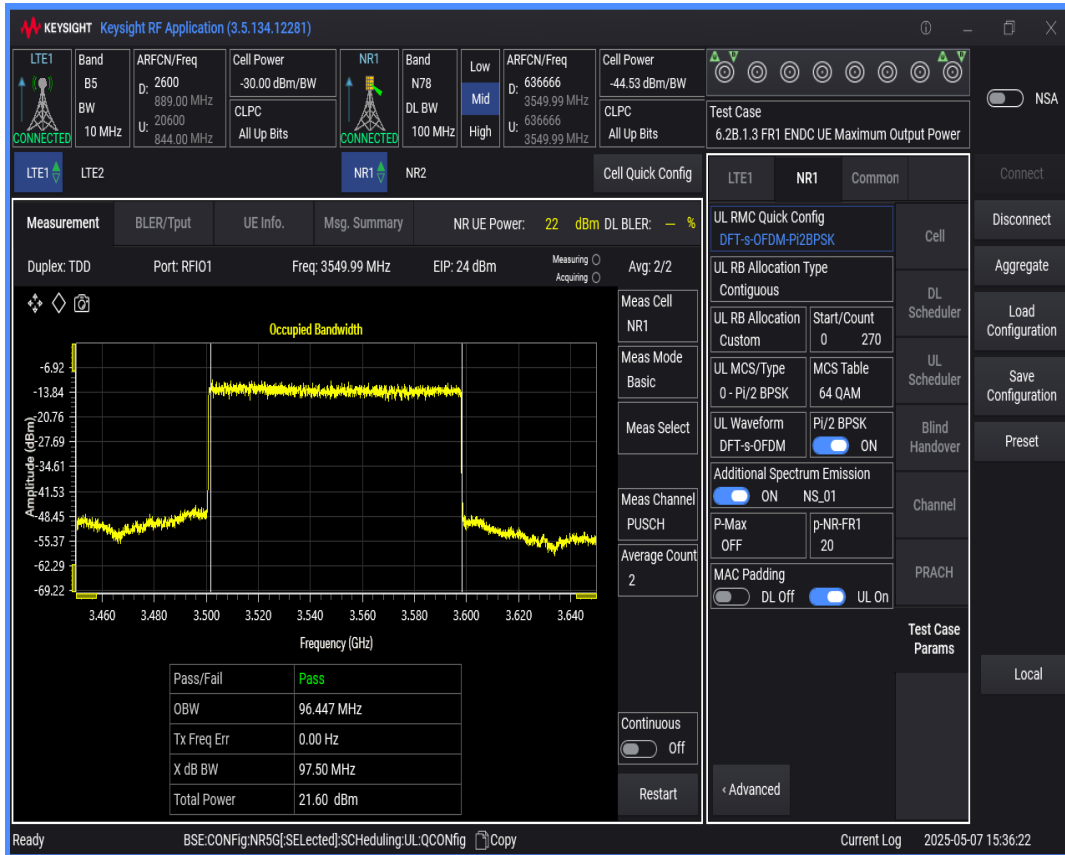 KEYSIGHT Keysight RF Application (3.5.134.12281)
LTE1
CONNECTED
Band
B5
BW
10 MHz
ARFCN/Freq
D: 2600
889.00 MHz
U: 20600
844.00 MHz
Cell Power
-30.00 dBm/BW
CLPC
All Up Bits
NR1
CONNECTED
Band
N78
DL BW
100 MHz
Low
Mid
High
ARFCN/Freq
D: 636666
3549.99 MHz
U: 636666
3549.99 MHz
Cell Power
-44.53 dBm/BW
CLPC
All Up Bits
Test Case
6.2B.1.3 FR1 ENDC UE Maximum Output Power
NSA
LTE1 LTE2 NR1 NR2 Cell Quick Config
Measurement BLER/Tput UE Info. Msg. Summary NR UE Power: 22 dBm DL BLER: — %
Duplex: TDD Port: RFIO1 Freq: 3549.99 MHz EIP: 24 dBm Measuring Avg: 2/2
Acquiring
Occupied Bandwidth
Amplitude (dBm)
-6.92
-13.84
-20.76
-27.69
-34.61
-41.53
-48.45
-55.37
-62.29
-69.22
3.460 3.480 3.500 3.520 3.540 3.560 3.580 3.600 3.620 3.640
Frequency (GHz)
Pass/Fail Pass
OBW 96.447 MHz
Tx Freq Err 0.00 Hz
X dB BW 97.50 MHz
Total Power 21.60 dBm
Meas Cell
NR1
Meas Mode
Basic
Meas Select
Meas Channel
PUSCH
Average Count
2
Continuous
Off
Restart
LTE1 NR1 Common
UL RMC Quick Config
DFT-s-OFDM-Pi2BPSK
UL RB Allocation Type
Contiguous
UL RB Allocation Start/Count
Custom 0 270
UL MCS/Type MCS Table
0 - Pi/2 BPSK 64 QAM
UL Waveform Pi/2 BPSK
DFT-s-OFDM ON
Additional Spectrum Emission
ON NS_01
P-Max p-NR-FR1
OFF 20
MAC Padding
DL Off UL On
< Advanced
Cell
DL
Scheduler
UL
Scheduler
Blind
Handover
Channel
PRACH
Test Case
Params
Connect
Disconnect
Aggregate
Load
Configuration
Save
Configuration
Preset
Local
Ready BSE:CONFig:NR5G[:SELected]:SCHeduling:UL:QCONfig Copy Current Log 2025-05-07 15:36:22